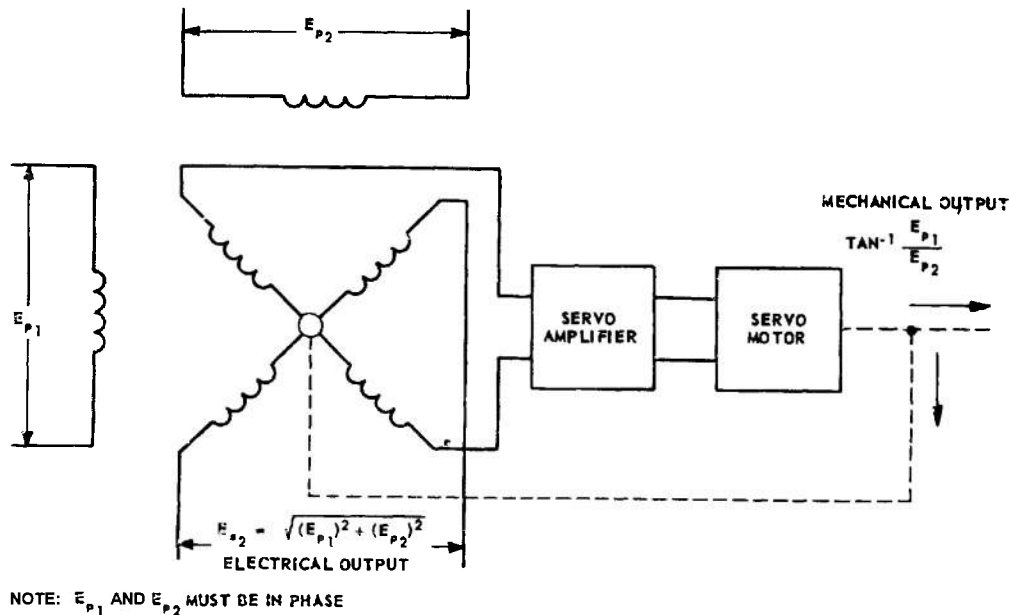 E_p2
E_p1
SERVO AMPLIFIER
SERVO MOTOR
MECHANICAL OUTPUT
TAN⁻¹ E_p1 / E_p2
E_s2 = √(E_p1)² + (E_p2)²
ELECTRICAL OUTPUT
NOTE: E_p1 AND E_p2 MUST BE IN PHASE